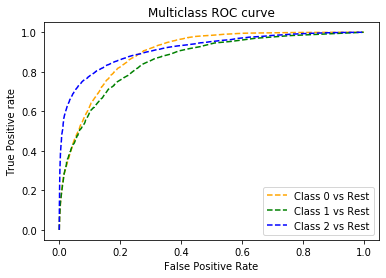 Multiclass ROC curve
True Positive rate
1.0
0.8
0.6
0.4
0.2
0.0
Class 0 vs Rest
Class 1 vs Rest
Class 2 vs Rest
0.0 0.2 0.4 0.6 0.8 1.0
False Positive Rate